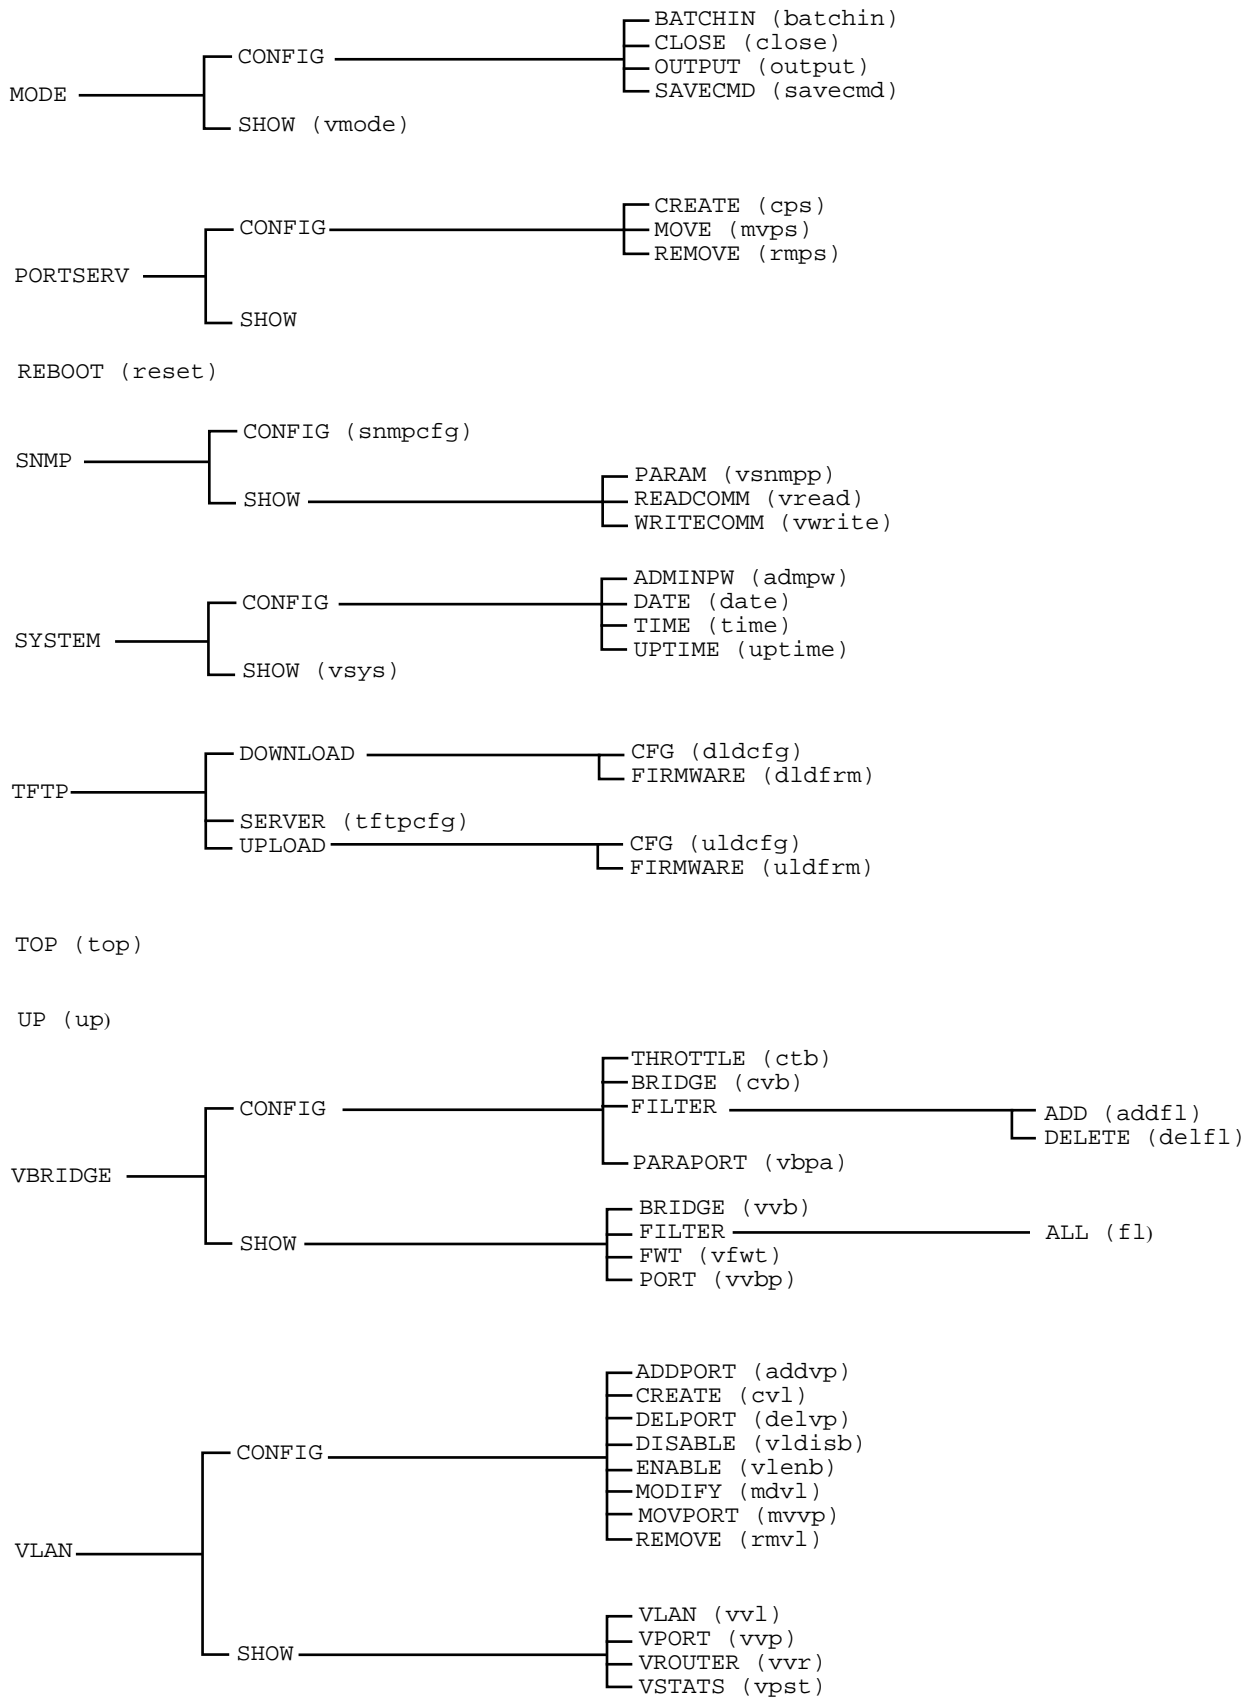 BATCHIN (batchin)
CONFIG
CLOSE (close)
OUTPUT (output)
MODE
SAVECMD (savecmd)
SHOW (vmode)
CREATE (cps)
CONFIG
MOVE (mvps)
REMOVE (rmps)
PORTSERV
SHOW
REBOOT (reset)
CONFIG (snmpcfg)
SNMP
PARAM (vsnmpp)
SHOW
READCOMM (vread)
WRITECOMM (vwrite)
ADMINPW (admpw)
CONFIG
DATE (date)
TIME (time)
SYSTEM
UPTIME (uptime)
SHOW (vsys)
DOWNLOAD
CFG (dldcfg)
FIRMWARE (dldfrm)
TFTP
SERVER (tftpcfg)
UPLOAD
CFG (uldcfg)
FIRMWARE (uldfrm)
TOP (top)
UP (up)
THROTTLE (ctb)
BRIDGE (cvb)
CONFIG
FILTER
ADD (addfl)
DELETE (delfl)
PARAPORT (vbpa)
VBRIDGE
BRIDGE (vvb)
FILTER
ALL (fl)
SHOW
FWT (vfwt)
PORT (vvbp)
ADDPORT (addvp)
CREATE (cvl)
DELPORT (delvp)
DISABLE (vldisb)
CONFIG
ENABLE (vlenb)
MODIFY (mdvl)
MOVPORT (mvvp)
REMOVE (rmvl)
VLAN
VLAN (vvl)
VPORT (vvp)
SHOW
VROUTER (vvr)
VSTATS (vpst)